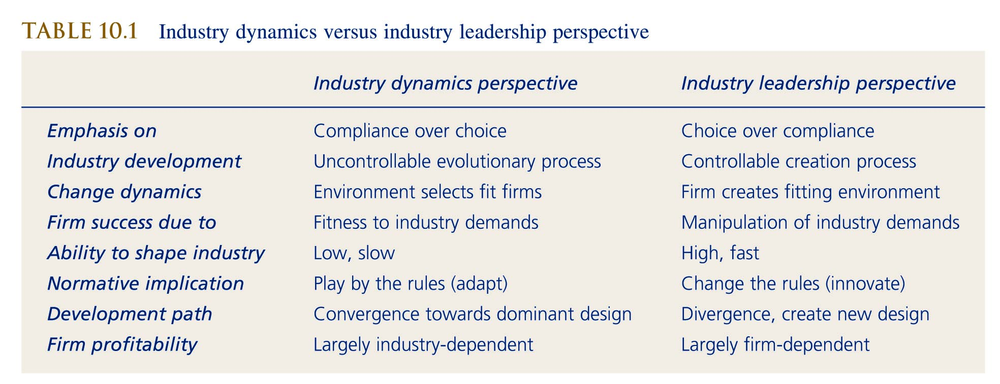 TABLE 10.1 Industry dynamics versus industry leadership perspective
Industry dynamics perspective Industry leadership perspective
Emphasis on Compliance over choice Choice over compliance
Industry development Uncontrollable evolutionary process Controllable creation process
Change dynamics Environment selects fit firms Firm creates fitting environment
Firm success due to Fitness to industry demands Manipulation of industry demands
Ability to shape industry Low, slow High, fast
Normative implication Play by the rules (adapt) Change the rules (innovate)
Development path Convergence towards dominant design Divergence, create new design
Firm profitability Largely industry-dependent Largely firm-dependent